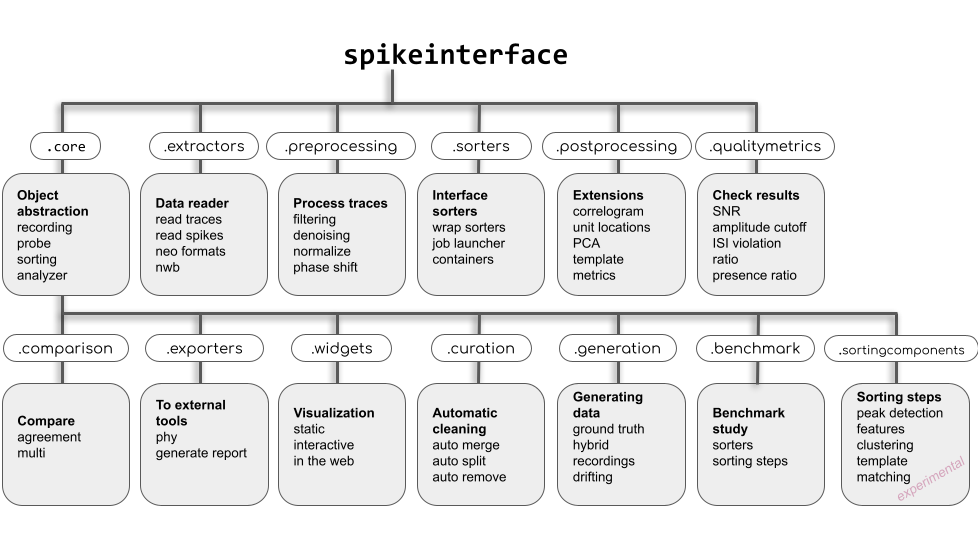 spikeinterface
.core
.extractors
.preprocessing
.sorters
.postprocessing
.qualitymetrics
Object
abstraction
recording
probe
sorting
analyzer
Data reader
read traces
read spikes
neo formats
nwb
Process traces
filtering
denoising
normalize
phase shift
Interface
sorters
wrap sorters
job launcher
containers
Extensions
correlogram
unit locations
PCA
template
metrics
Check results
SNR
amplitude cutoff
ISI violation
ratio
presence ratio
.comparison
.exporters
.widgets
.curation
.generation
.benchmark
.sortingcomponents
Compare
agreement
multi
To external
tools
phy
generate report
Visualization
static
interactive
in the web
Automatic
cleaning
auto merge
auto split
auto remove
Generating
data
ground truth
hybrid
recordings
drifting
Benchmark
study
sorters
sorting steps
Sorting steps
peak detection
features
clustering
template
matching
experimental